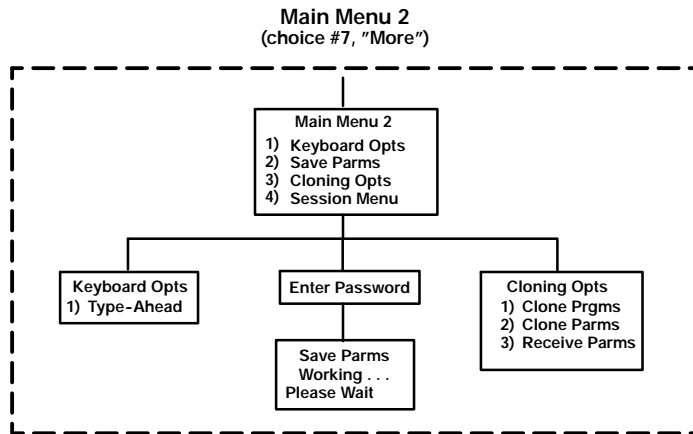 Main Menu 2
(choice #7, ”More”)
Main Menu 2
1) Keyboard Opts
2) Save Parms
3) Cloning Opts
4) Session Menu
Keyboard Opts
1) Type-Ahead
Enter Password
Save Parms
Working . . .
Please Wait
Cloning Opts
1) Clone Prgms
2) Clone Parms
3) Receive Parms